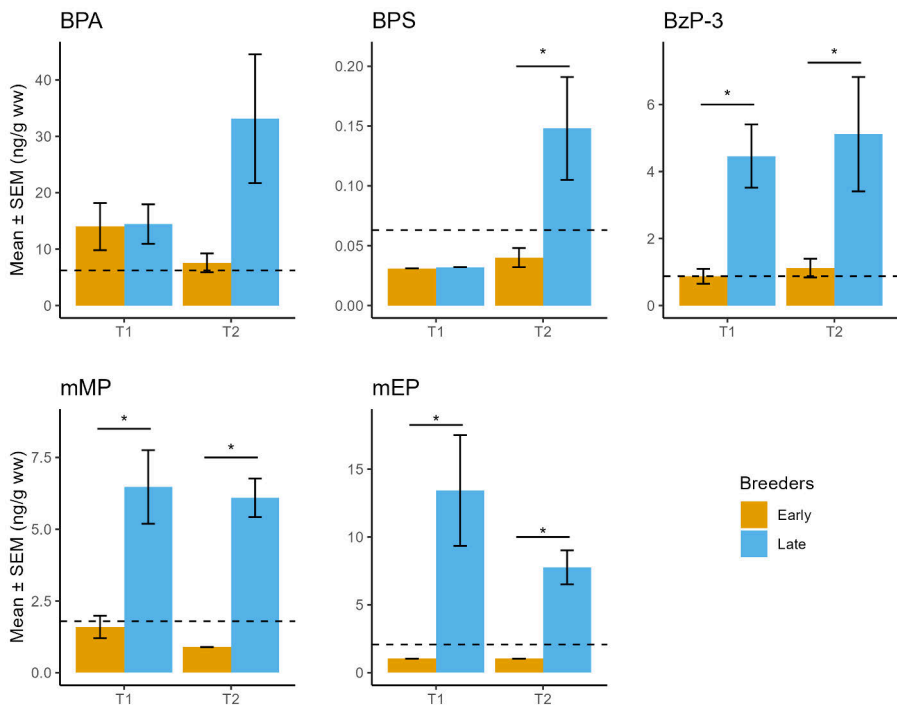 BPA
BPS
BzP-3
Mean ± SEM (ng/g ww)
40
30
20
10
0
T1
T2
0.20
0.15
0.10
0.05
0.00
*
T1
T2
6
4
2
0
*
*
T1
T2
mMP
mEP
Mean ± SEM (ng/g ww)
7.5
5.0
2.5
0.0
*
*
T1
T2
15
10
5
0
*
*
T1
T2
Breeders
Early
Late